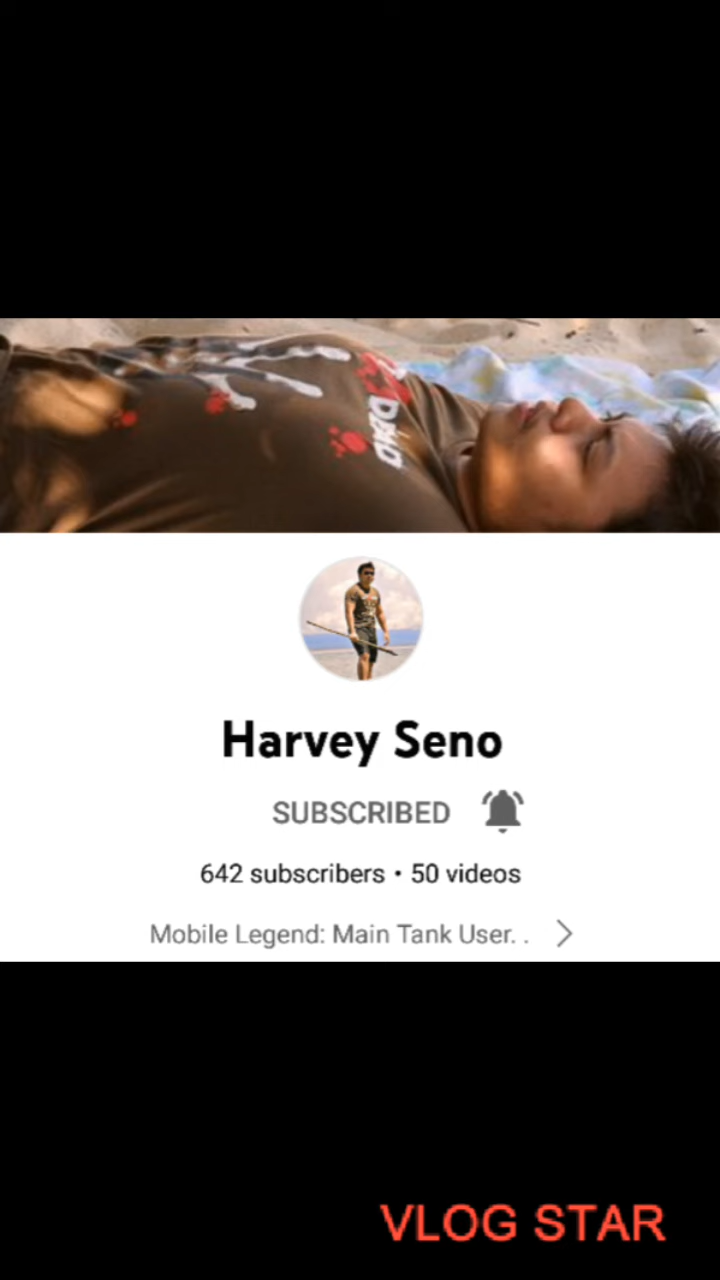 Harvey Seno
SUBSCRIBED
642 subscribers • 50 videos
Mobile Legend: Main Tank User. .
VLOG STAR